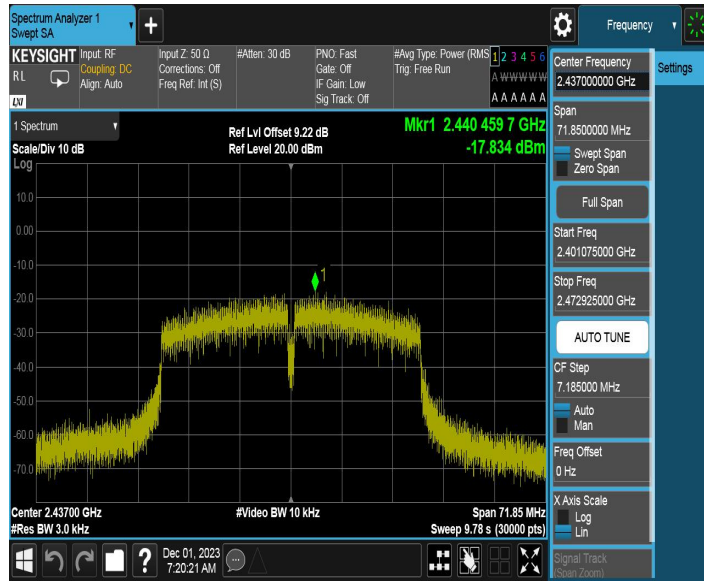 Spectrum Analyzer 1
Swept SA
Frequency
KEYSIGHT
RL
LXI
Input: RF
Coupling: DC
Align: Auto
Input Z: 50 Ω
Corrections: Off
Freq Ref: Int (S)
#Atten: 30 dB
PNO: Fast
Gate: Off
IF Gain: Low
Sig Track: Off
#Avg Type: Power (RMS
Trig: Free Run
1 2 3 4 5 6
A W W W W W
A A A A A A
1 Spectrum
Scale/Div 10 dB
Ref Lvl Offset 9.22 dB
Ref Level 20.00 dBm
Mkr1 2.440 459 7 GHz
-17.834 dBm
Log
10.0
0.00
-10.0
-20.0
-30.0
-40.0
-50.0
-60.0
-70.0
1
Center 2.43700 GHz
#Res BW 3.0 kHz
#Video BW 10 kHz
Span 71.85 MHz
Sweep 9.78 s (30000 pts)
Dec 01, 2023
7:20:21 AM
Center Frequency
2.437000000 GHz
Settings
Span
71.8500000 MHz
Swept Span
Zero Span
Full Span
Start Freq
2.401075000 GHz
Stop Freq
2.472925000 GHz
AUTO TUNE
CF Step
7.185000 MHz
Auto
Man
Freq Offset
0 Hz
X Axis Scale
Log
Lin
Signal Track
(Span Zoom)